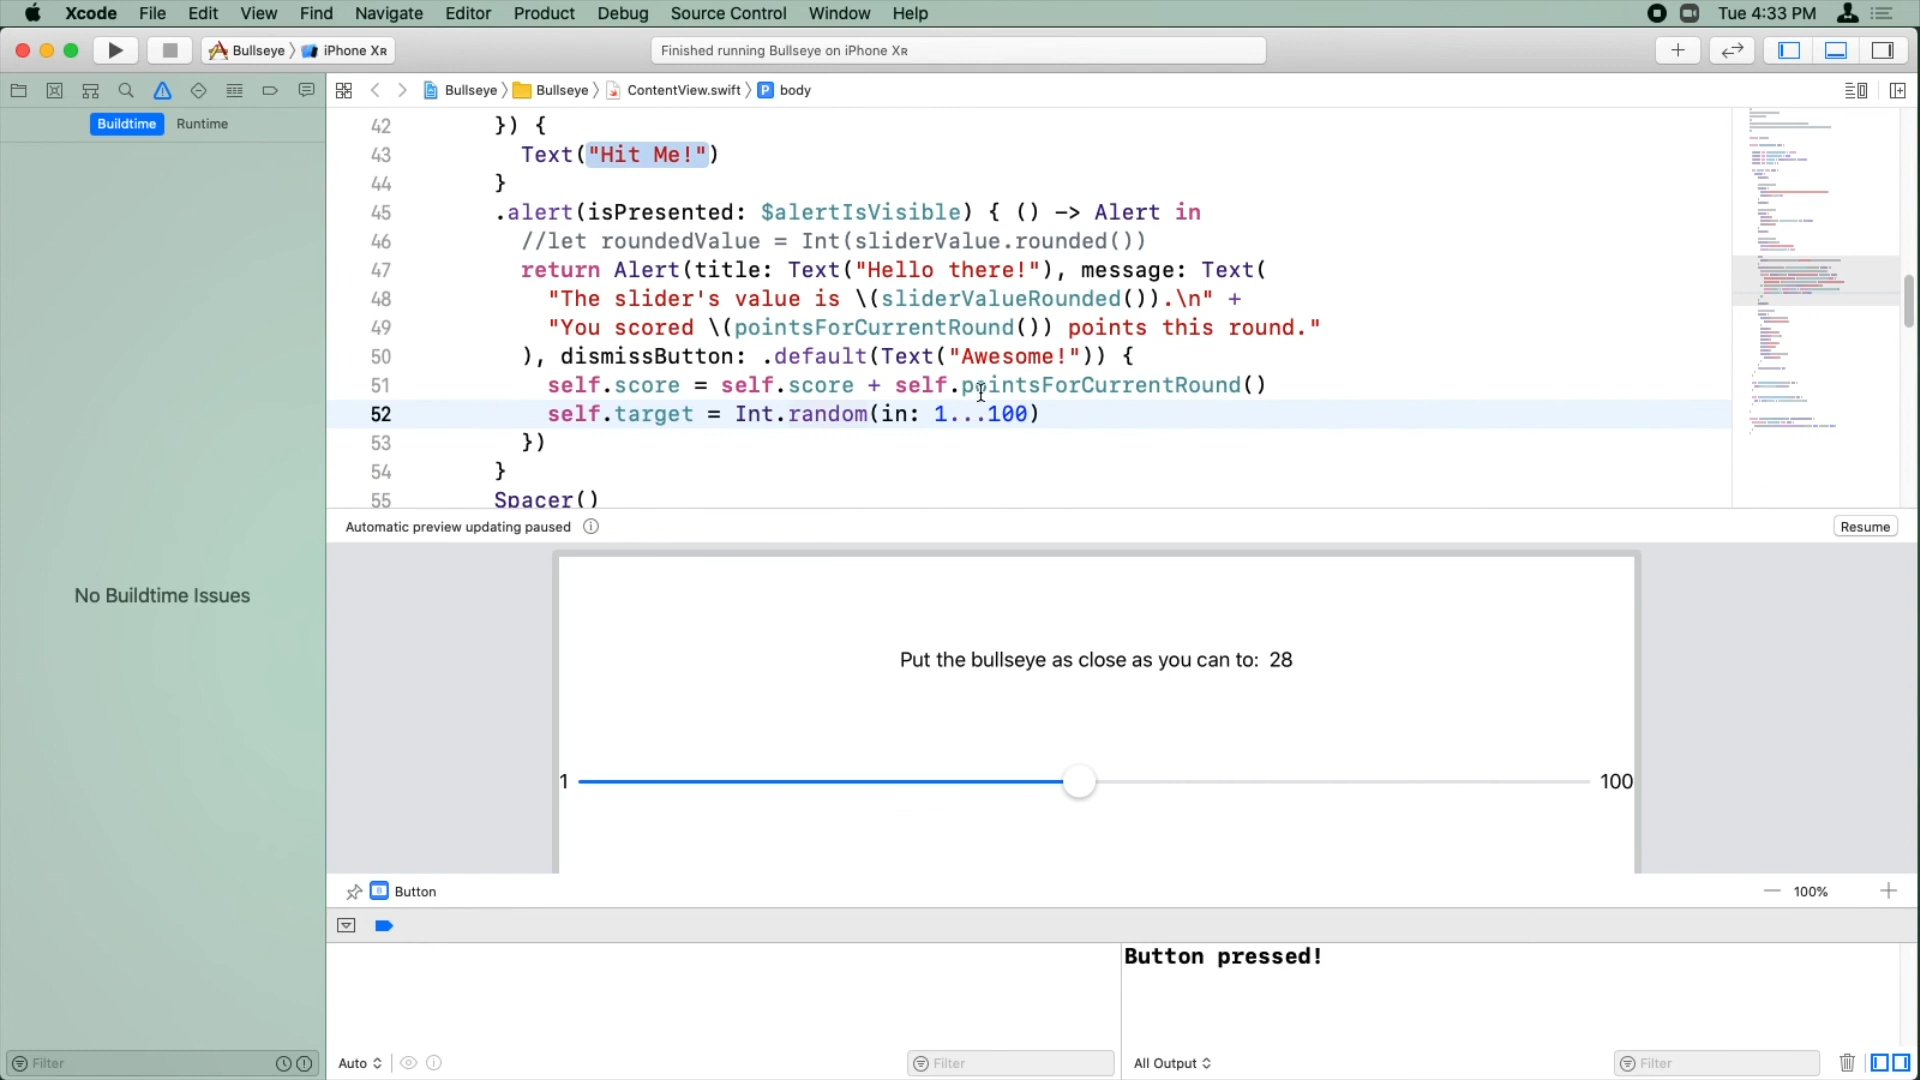 Xcode File Edit View Find Navigate Editor Product Debug Source Control Window Help Tue 4:33 PM
Bullseye iPhone XR Finished running Bullseye on iPhone XR
Bullseye Bullseye ContentView.swift body
Buildtime Runtime
42 }) {
43 Text("Hit Me!")
44 }
45 .alert(isPresented: $alertIsVisible) { () -> Alert in
46 //let roundedValue = Int(sliderValue.rounded())
47 return Alert(title: Text("Hello there!"), message: Text(
48 "The slider's value is \(sliderValueRounded()).\n" +
49 "You scored \(pointsForCurrentRound()) points this round."
50 ), dismissButton: .default(Text("Awesome!")) {
51 self.score = self.score + self.pointsForCurrentRound()
52 self.target = Int.random(in: 1...100)
53 })
54 }
55 Spacer()
Automatic preview updating paused Resume
No Buildtime Issues
Put the bullseye as close as you can to: 28
1 100
Button 100%
Button pressed!
Filter Auto Filter All Output Filter